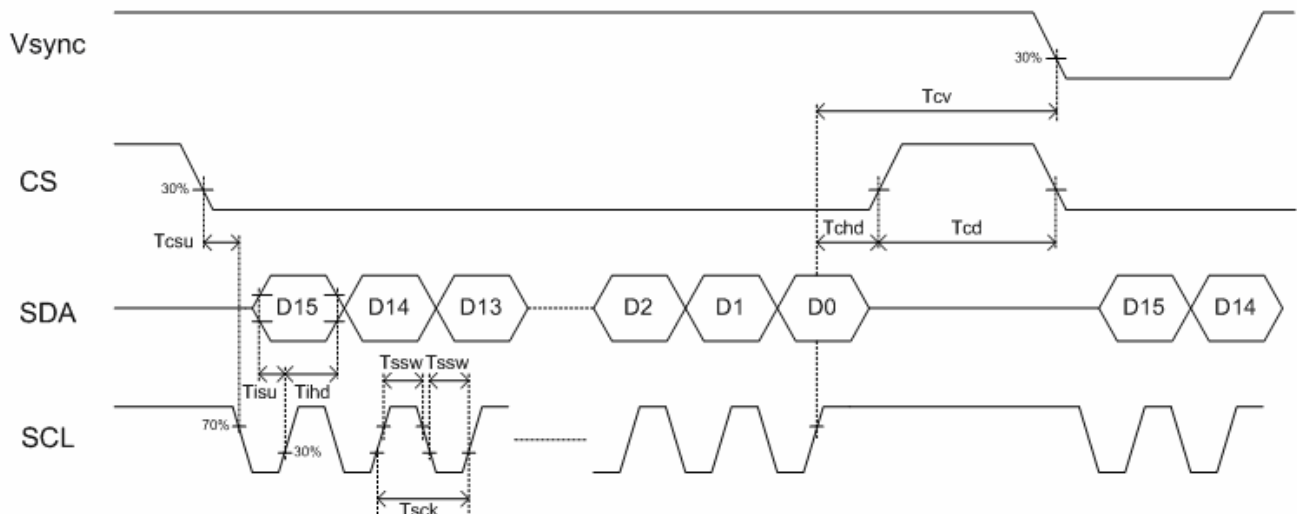 Vsync
30%
Tcv
CS
30%
Tcsu
Tchd
Tcd
SDA
D15
D14
D13
D2
D1
D0
D15
D14
Tisu
Tihd
Tssw
Tssw
SCL
70%
30%
Tsck